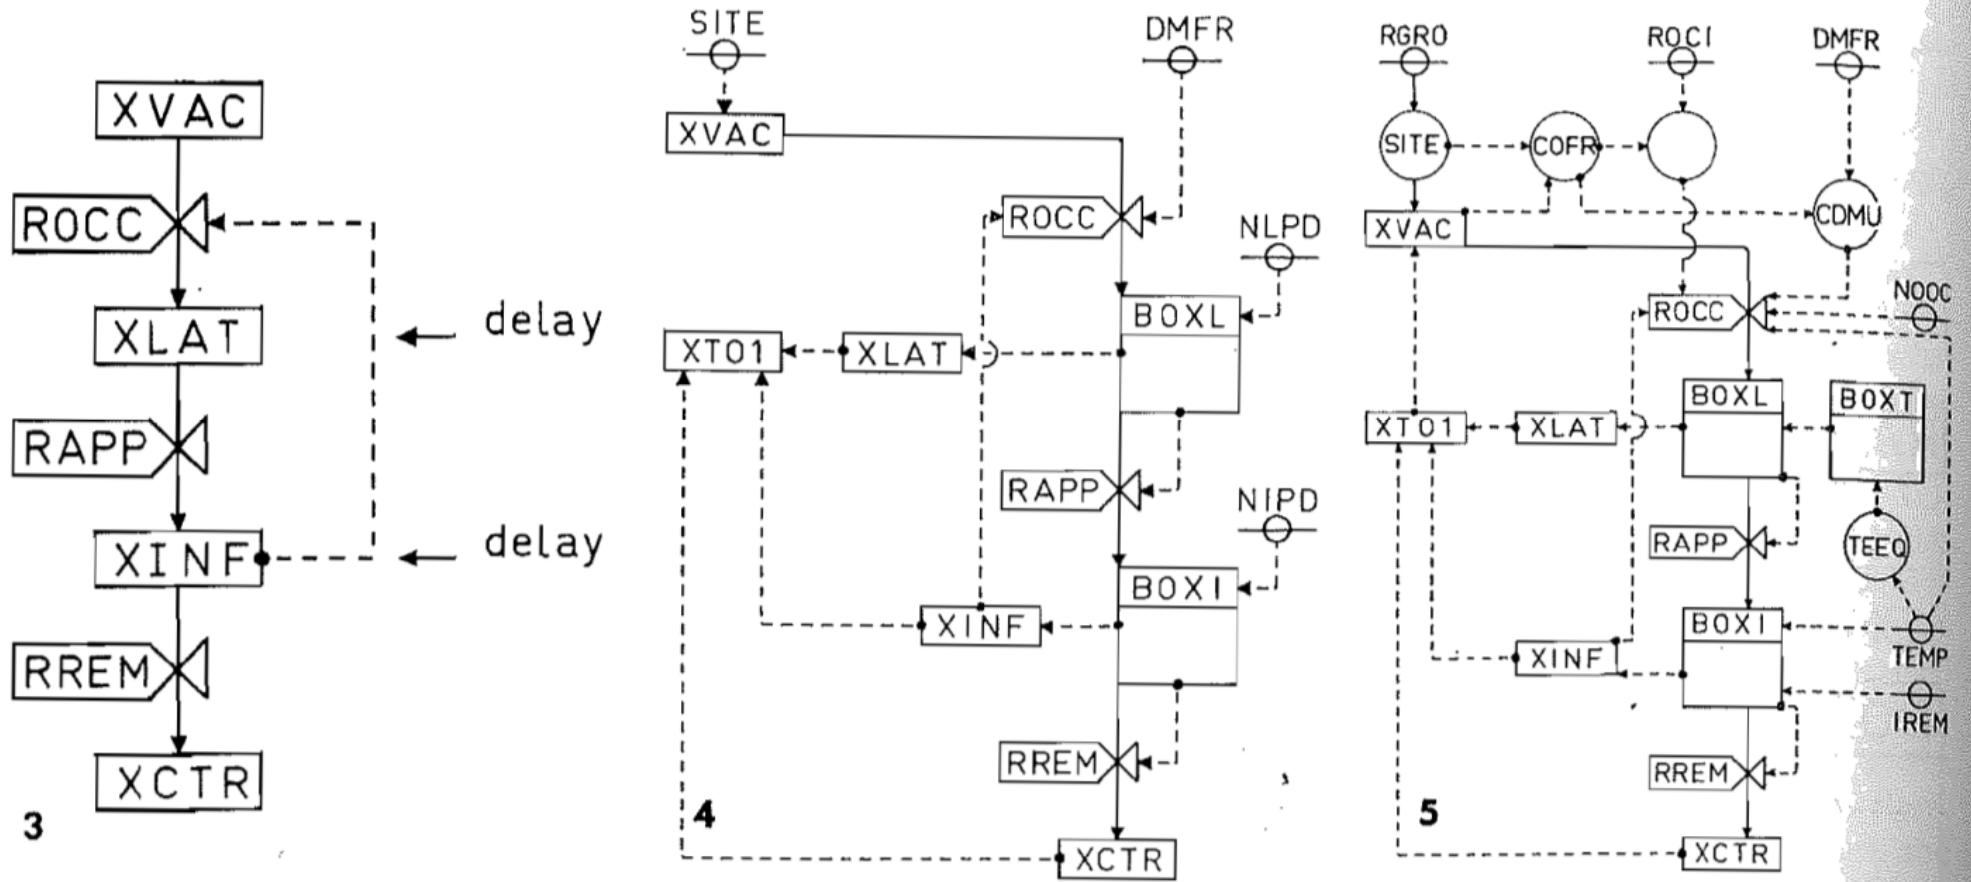 XVAC
ROCC
XLAT
delay
RAPP
XINF
delay
RREM
XCTR
3
SITE
DMFR
XVAC
ROCC
NLPD
BOXL
XTO1
XLAT
RAPP
NIPD
BOXI
XINF
RREM
XCTR
4
RGRO
ROCI
DMFR
SITE
COFR
CDMU
XVAC
NOOC
ROCC
BOXL
BOXT
XTO1
XLAT
RAPP
TEEQ
BOXI
XINF
TEMP
IREM
RREM
XCTR
5